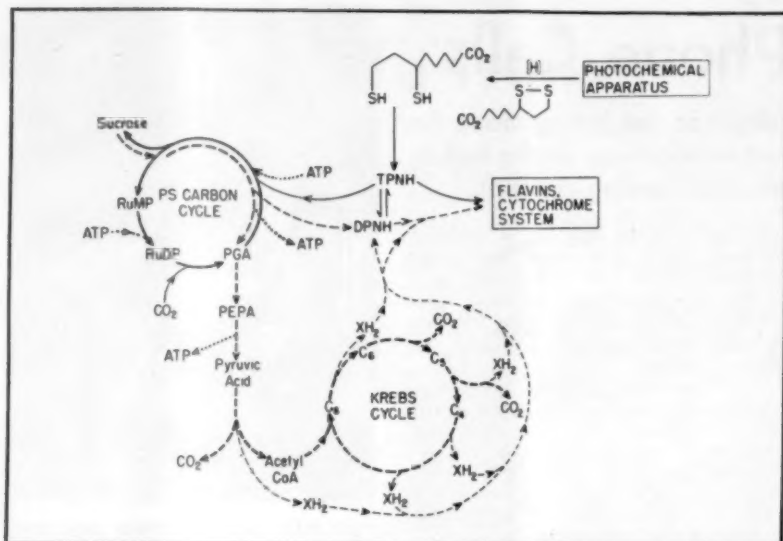 CO2
SH SH
[H]
S-S
CO2
PHOTOCHEMICAL
APPARATUS
Sucrose
PS CARBON
CYCLE
RuMP
ATP
RuDP
PGA
CO2
ATP
ATP
TPNH
DPNH
FLAVINS,
CYTOCHROME
SYSTEM
PEPA
ATP
Pyruvic
Acid
CO2
Acetyl
CoA
XH2
XH2
C6
CO2
C5
XH2
CO2
KREBS
CYCLE
XH2
XH2